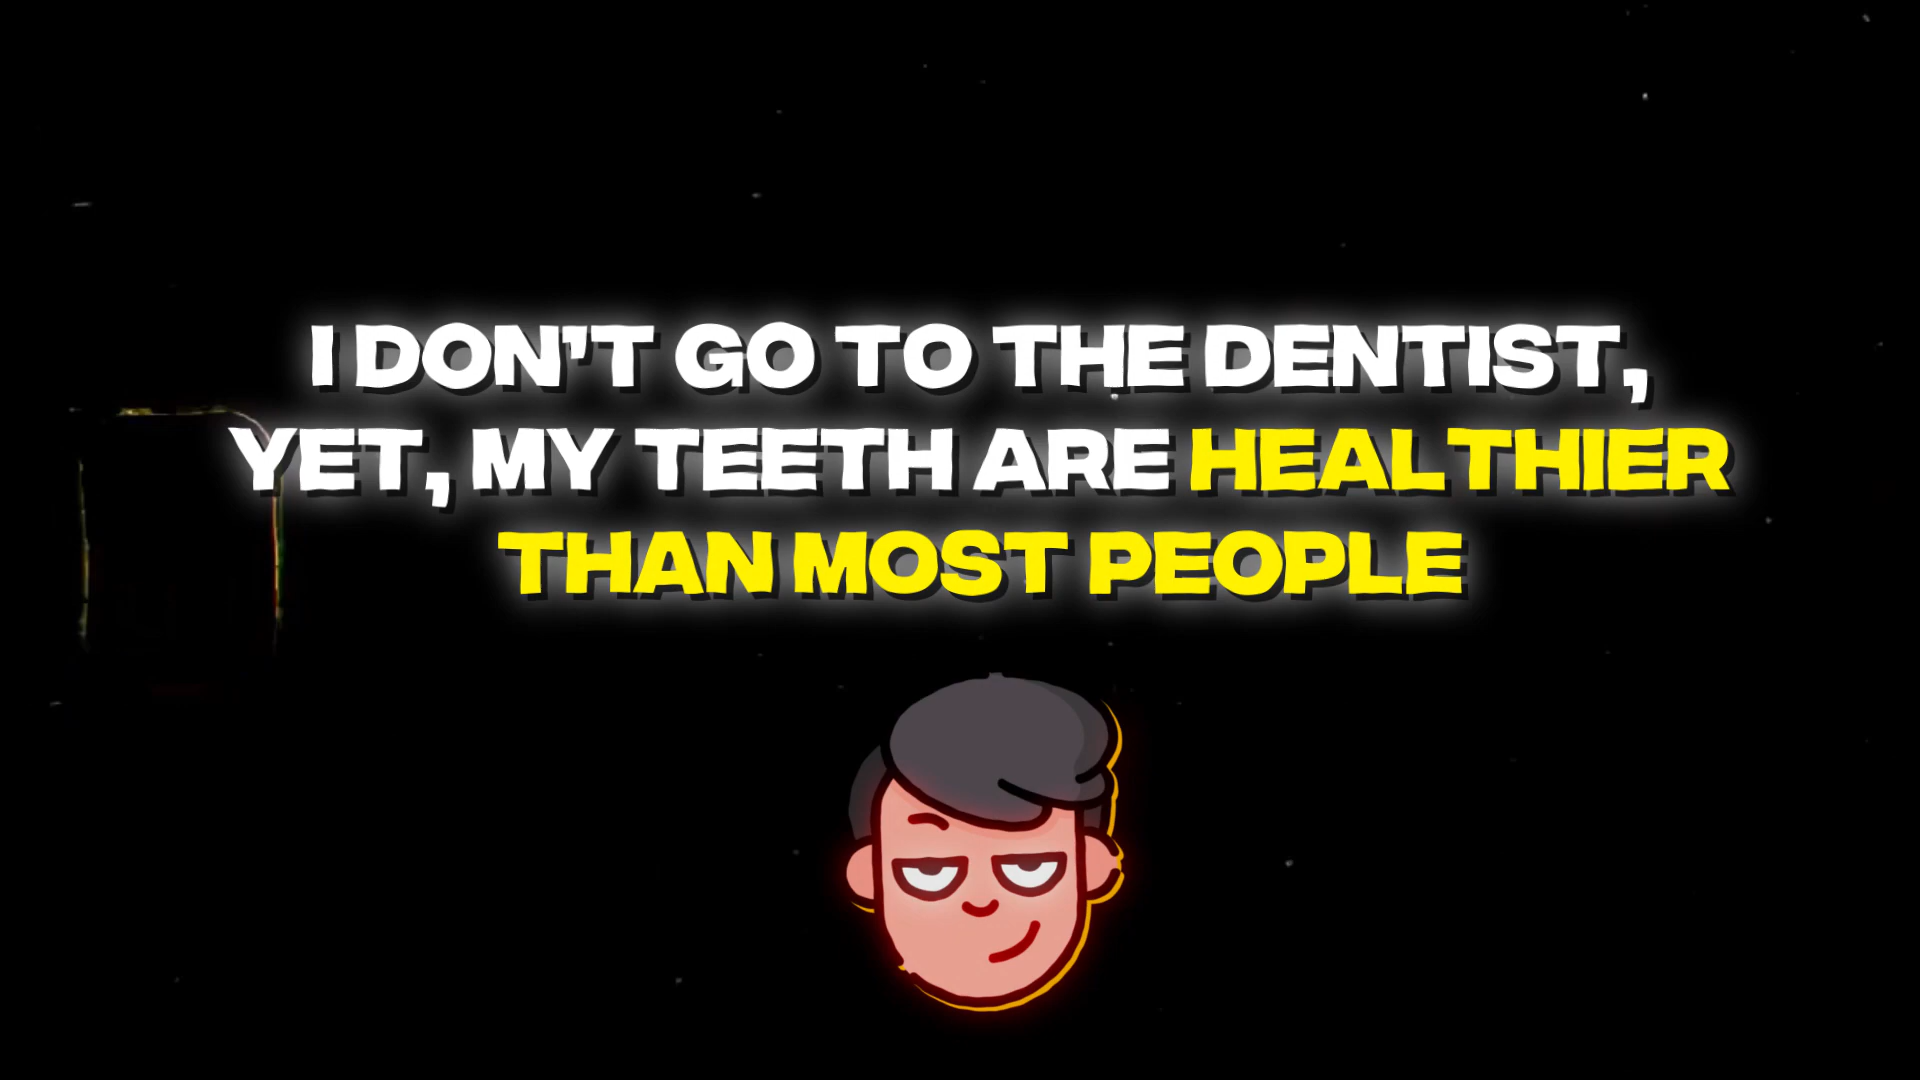 I DON'T GO TO THE DENTIST,
YET, MY TEETH ARE HEALTHIER
THAN MOST PEOPLE